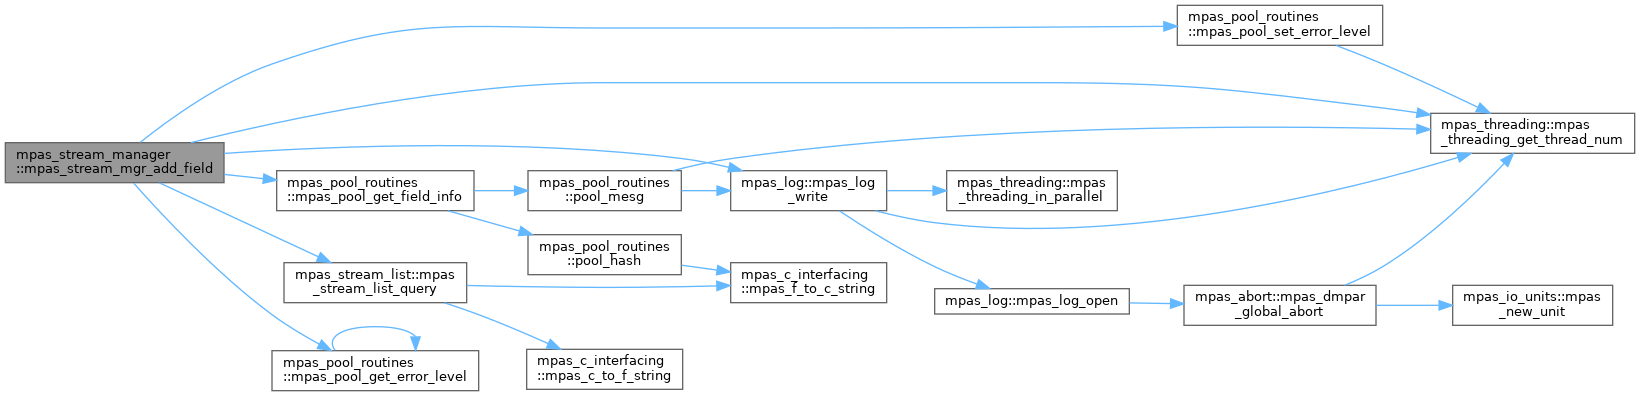 mpas_pool_routines
::mpas_pool_set_error_level
mpas_threading::mpas
_threading_get_thread_num
mpas_stream_manager
::mpas_stream_mgr_add_field
mpas_pool_routines
::mpas_pool_get_field_info
mpas_pool_routines
::pool_mesg
mpas_log::mpas_log
_write
mpas_threading::mpas
_threading_in_parallel
mpas_pool_routines
::pool_hash
mpas_stream_list::mpas
_stream_list_query
mpas_c_interfacing
::mpas_f_to_c_string
mpas_log::mpas_log_open
mpas_abort::mpas_dmpar
_global_abort
mpas_io_units::mpas
_new_unit
mpas_pool_routines
::mpas_pool_get_error_level
mpas_c_interfacing
::mpas_c_to_f_string